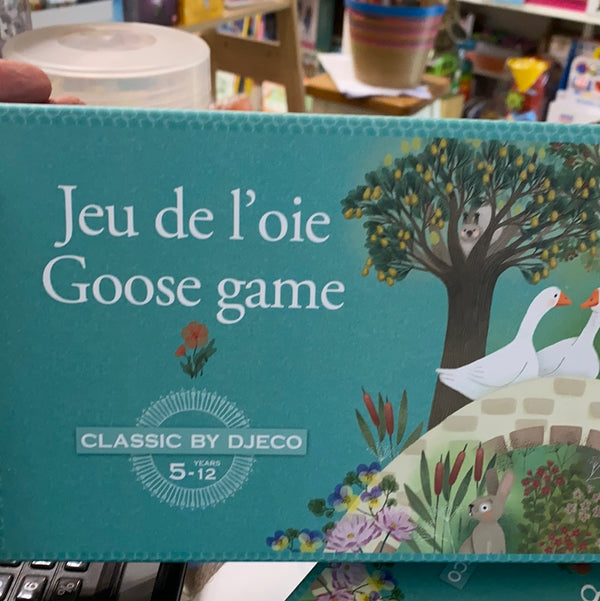 Jeu de l'oie
Goose game
CLASSIC BY DJECO
YEARS
5-12